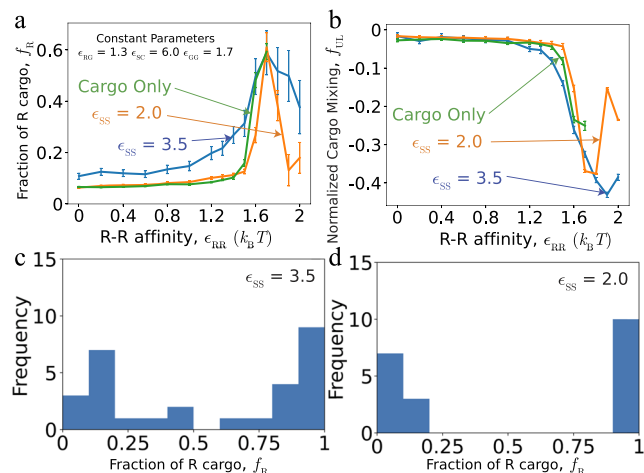 a
Constant Parameters
ϵRG = 1.3 ϵSC = 6.0 ϵGG = 1.7
Cargo Only
ϵSS = 2.0
ϵSS = 3.5
Fraction of R cargo, fR
0.8
0.6
0.4
0.2
0
0 0.4 0.8 1.2 1.6 2
R-R affinity, ϵRR (kBT)
b
Normalized Cargo Mixing, fUL
0
-0.1
-0.2
-0.3
-0.4
Cargo Only
ϵSS = 2.0
ϵSS = 3.5
0 0.4 0.8 1.2 1.6 2
R-R affinity, ϵRR (kBT)
c
ϵSS = 3.5
Frequency
15
10
5
0
0 0.25 0.5 0.75 1
Fraction of R cargo, fR
d
ϵSS = 2.0
Frequency
15
10
5
0
0 0.25 0.5 0.75 1
Fraction of R cargo, fR